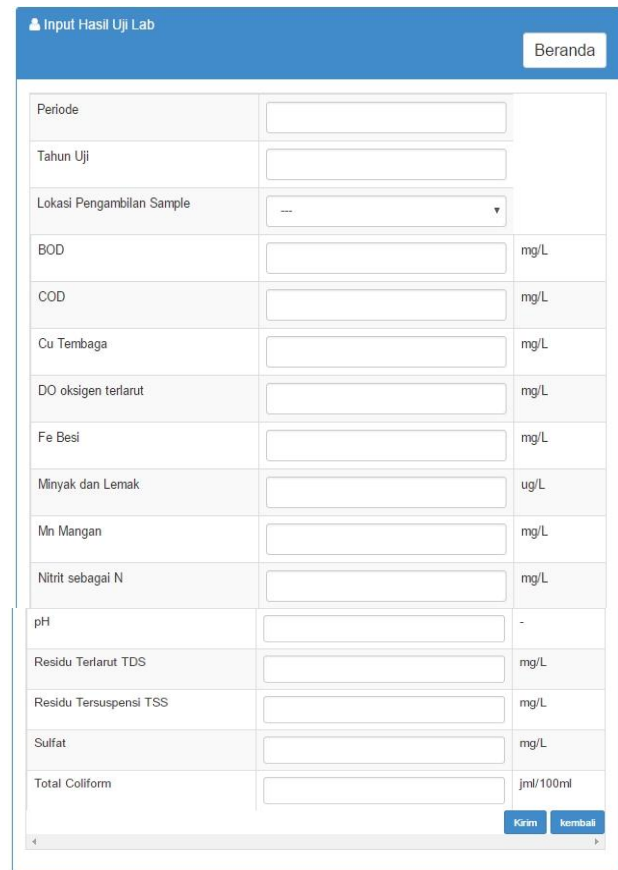 Input Hasil Uji Lab
Beranda
Periode
Tahun Uji
Lokasi Pengambilan Sample ---
BOD mg/L
COD mg/L
Cu Tembaga mg/L
DO oksigen terlarut mg/L
Fe Besi mg/L
Minyak dan Lemak ug/L
Mn Mangan mg/L
Nitrit sebagai N mg/L
pH -
Residu Terlarut TDS mg/L
Residu Tersuspensi TSS mg/L
Sulfat mg/L
Total Coliform jml/100ml
Kirim kembali